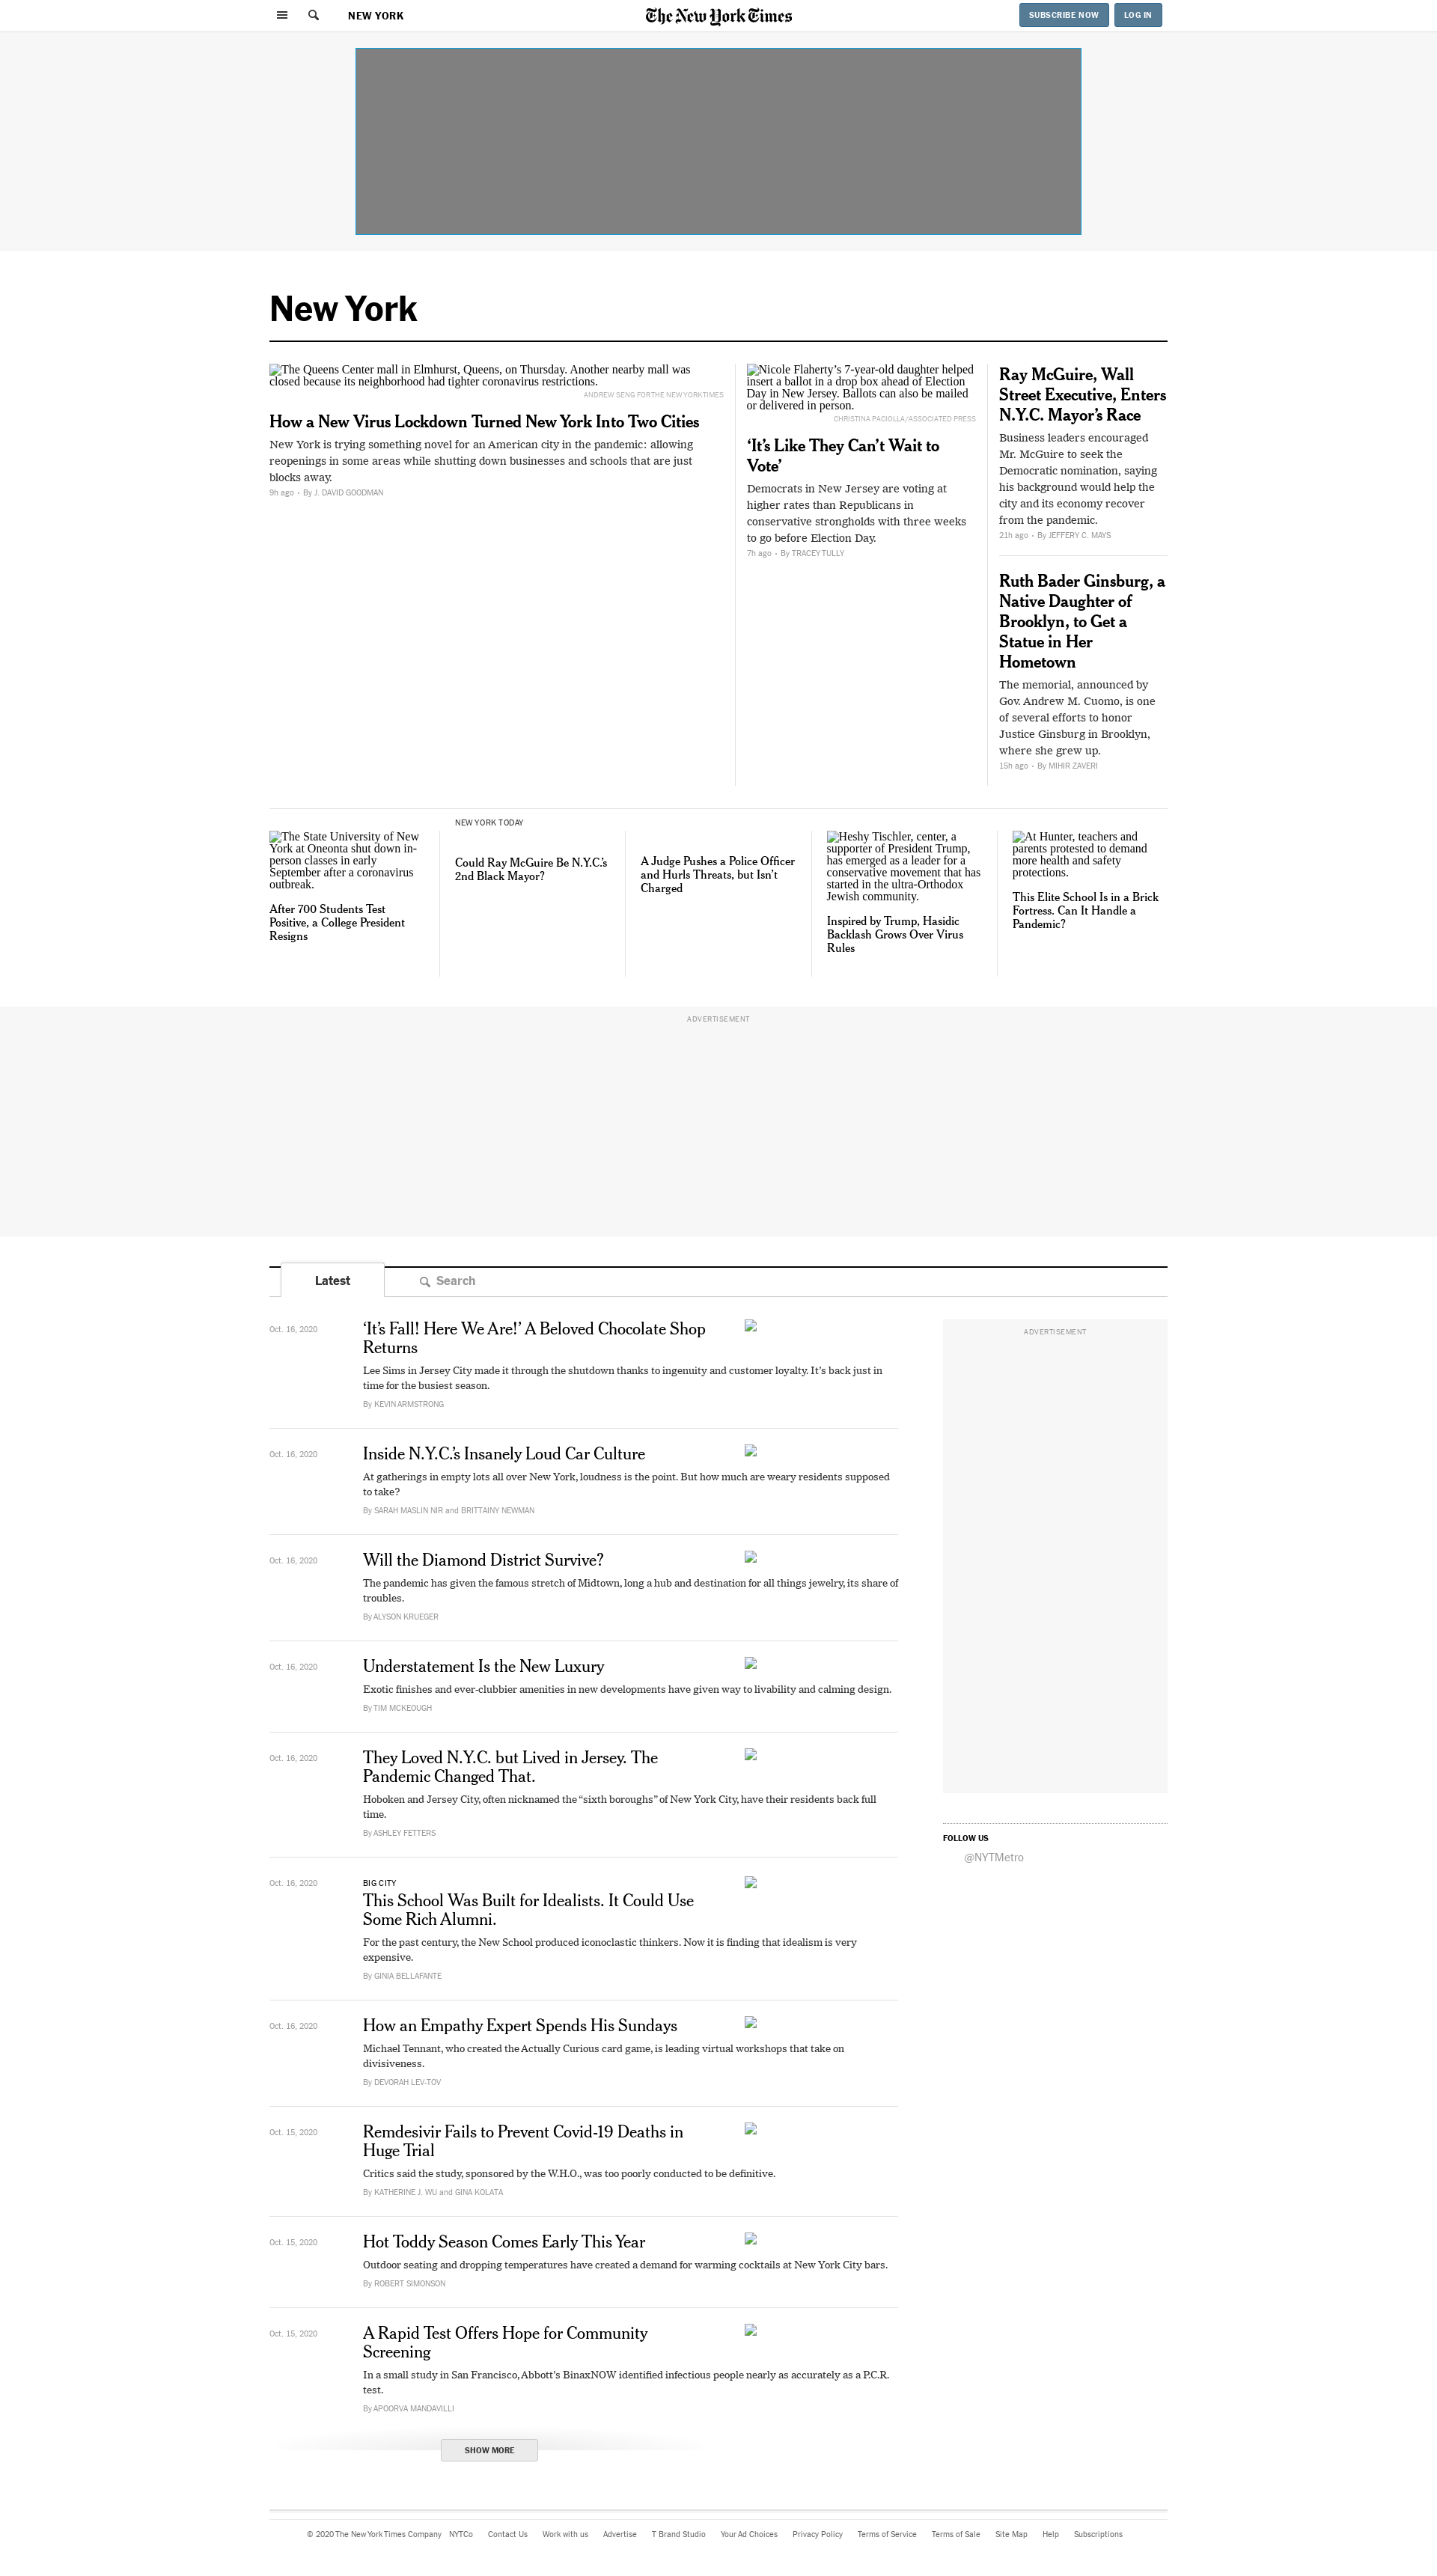 NEW YORK
The New York Times
SUBSCRIBE NOW
LOG IN
New York
The Queens Center mall in Elmhurst, Queens, on Thursday. Another nearby mall was
closed because its neighborhood had tighter coronavirus restrictions.
ANDREW SENG FOR THE NEW YORK TIMES
How a New Virus Lockdown Turned New York Into Two Cities
New York is trying something novel for an American city in the pandemic: allowing
reopenings in some areas while shutting down businesses and schools that are just
blocks away.
9h ago • By J. DAVID GOODMAN
Nicole Flaherty’s 7-year-old daughter helped
insert a ballot in a drop box ahead of Election
Day in New Jersey. Ballots can also be mailed
or delivered in person.
CHRISTINA PACIOLLA/ASSOCIATED PRESS
‘It’s Like They Can’t Wait to
Vote’
Democrats in New Jersey are voting at
higher rates than Republicans in
conservative strongholds with three weeks
to go before Election Day.
7h ago • By TRACEY TULLY
Ray McGuire, Wall
Street Executive, Enters
N.Y.C. Mayor’s Race
Business leaders encouraged
Mr. McGuire to seek the
Democratic nomination, saying
his background would help the
city and its economy recover
from the pandemic.
21h ago • By JEFFERY C. MAYS
Ruth Bader Ginsburg, a
Native Daughter of
Brooklyn, to Get a
Statue in Her
Hometown
The memorial, announced by
Gov. Andrew M. Cuomo, is one
of several efforts to honor
Justice Ginsburg in Brooklyn,
where she grew up.
15h ago • By MIHIR ZAVERI
The State University of New
York at Oneonta shut down in-
person classes in early
September after a coronavirus
outbreak.
After 700 Students Test
Positive, a College President
Resigns
NEW YORK TODAY
Could Ray McGuire Be N.Y.C.’s
2nd Black Mayor?
A Judge Pushes a Police Officer
and Hurls Threats, but Isn’t
Charged
Heshy Tischler, center, a
supporter of President Trump,
has emerged as a leader for a
conservative movement that has
started in the ultra-Orthodox
Jewish community.
Inspired by Trump, Hasidic
Backlash Grows Over Virus
Rules
At Hunter, teachers and
parents protested to demand
more health and safety
protections.
This Elite School Is in a Brick
Fortress. Can It Handle a
Pandemic?
ADVERTISEMENT
Latest
Search
Oct. 16, 2020
‘It’s Fall! Here We Are!’ A Beloved Chocolate Shop
Returns
Lee Sims in Jersey City made it through the shutdown thanks to ingenuity and customer loyalty. It’s back just in
time for the busiest season.
By KEVIN ARMSTRONG
Oct. 16, 2020
Inside N.Y.C.’s Insanely Loud Car Culture
At gatherings in empty lots all over New York, loudness is the point. But how much are weary residents supposed
to take?
By SARAH MASLIN NIR and BRITTAINY NEWMAN
Oct. 16, 2020
Will the Diamond District Survive?
The pandemic has given the famous stretch of Midtown, long a hub and destination for all things jewelry, its share of
troubles.
By ALYSON KRUEGER
Oct. 16, 2020
Understatement Is the New Luxury
Exotic finishes and ever-clubbier amenities in new developments have given way to livability and calming design.
By TIM MCKEOUGH
Oct. 16, 2020
They Loved N.Y.C. but Lived in Jersey. The
Pandemic Changed That.
Hoboken and Jersey City, often nicknamed the “sixth boroughs” of New York City, have their residents back full
time.
By ASHLEY FETTERS
Oct. 16, 2020
BIG CITY
This School Was Built for Idealists. It Could Use
Some Rich Alumni.
For the past century, the New School produced iconoclastic thinkers. Now it is finding that idealism is very
expensive.
By GINIA BELLAFANTE
Oct. 16, 2020
How an Empathy Expert Spends His Sundays
Michael Tennant, who created the Actually Curious card game, is leading virtual workshops that take on
divisiveness.
By DEVORAH LEV-TOV
Oct. 15, 2020
Remdesivir Fails to Prevent Covid-19 Deaths in
Huge Trial
Critics said the study, sponsored by the W.H.O., was too poorly conducted to be definitive.
By KATHERINE J. WU and GINA KOLATA
Oct. 15, 2020
Hot Toddy Season Comes Early This Year
Outdoor seating and dropping temperatures have created a demand for warming cocktails at New York City bars.
By ROBERT SIMONSON
Oct. 15, 2020
A Rapid Test Offers Hope for Community
Screening
In a small study in San Francisco, Abbott’s BinaxNOW identified infectious people nearly as accurately as a P.C.R.
test.
By APOORVA MANDAVILLI
SHOW MORE
ADVERTISEMENT
FOLLOW US
@NYTMetro
© 2020 The New York Times Company NYTCo Contact Us Work with us Advertise T Brand Studio Your Ad Choices Privacy Policy Terms of Service Terms of Sale Site Map Help Subscriptions